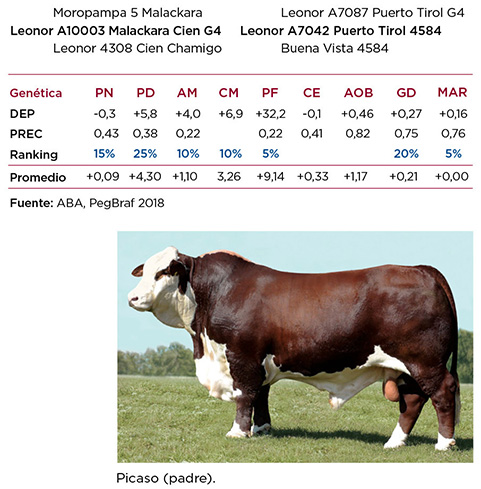 Moropampa 5 Malackara Leonor A7087 Puerto Tirol G4
Leonor A10003 Malackara Cien G4 Leonor A7042 Puerto Tirol 4584
Leonor 4308 Cien Chamigo Buena Vista 4584
Genética PN PD AM CM PF CE AOB GD MAR
DEP -0,3 +5,8 +4,0 +6,9 +32,2 -0,1 +0,46 +0,27 +0,16
PREC 0,43 0,38 0,22 0,22 0,41 0,82 0,75 0,76
Ranking 15% 25% 10% 10% 5% 20% 5%
Promedio +0,09 +4,30 +1,10 3,26 +9,14 +0,33 +1,17 +0,21 +0,00
Fuente: ABA, PegBraf 2018
Picaso (padre).